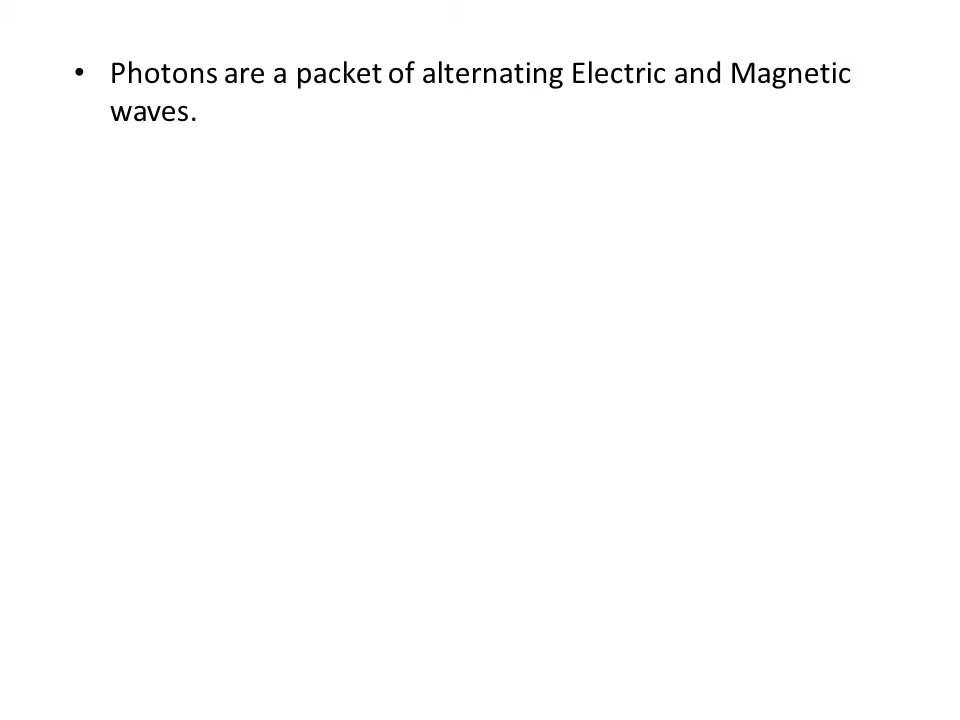 • Photons are a packet of alternating Electric and Magnetic
waves.